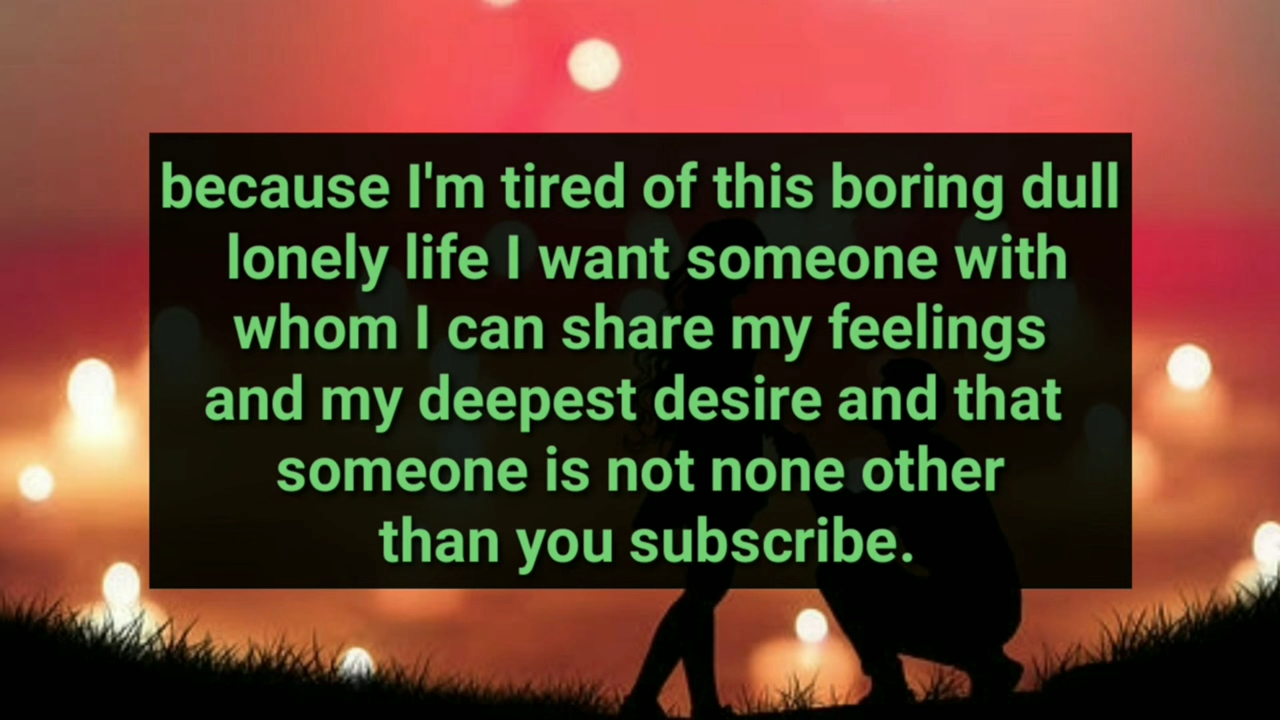 because I'm tired of this boring dull
lonely life I want someone with
whom I can share my feelings
and my deepest desire and that
someone is not none other
than you subscribe.